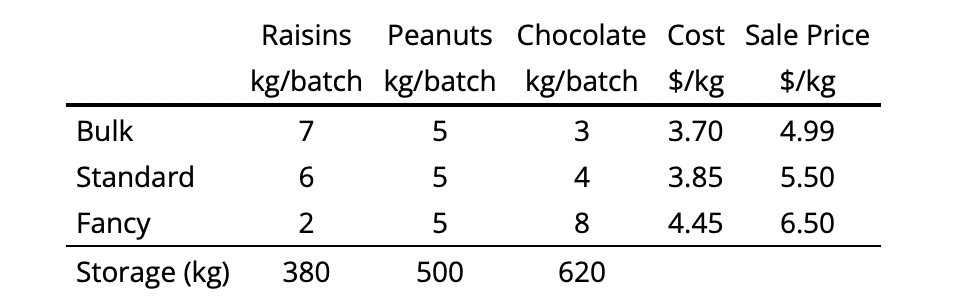 Raisins Peanuts Chocolate Cost Sale Price
kg/batch kg/batch kg/batch $/kg $/kg
Bulk 7 5 3 3.70 4.99
Standard 6 5 4 3.85 5.50
Fancy 2 5 8 4.45 6.50
Storage (kg) 380 500 620